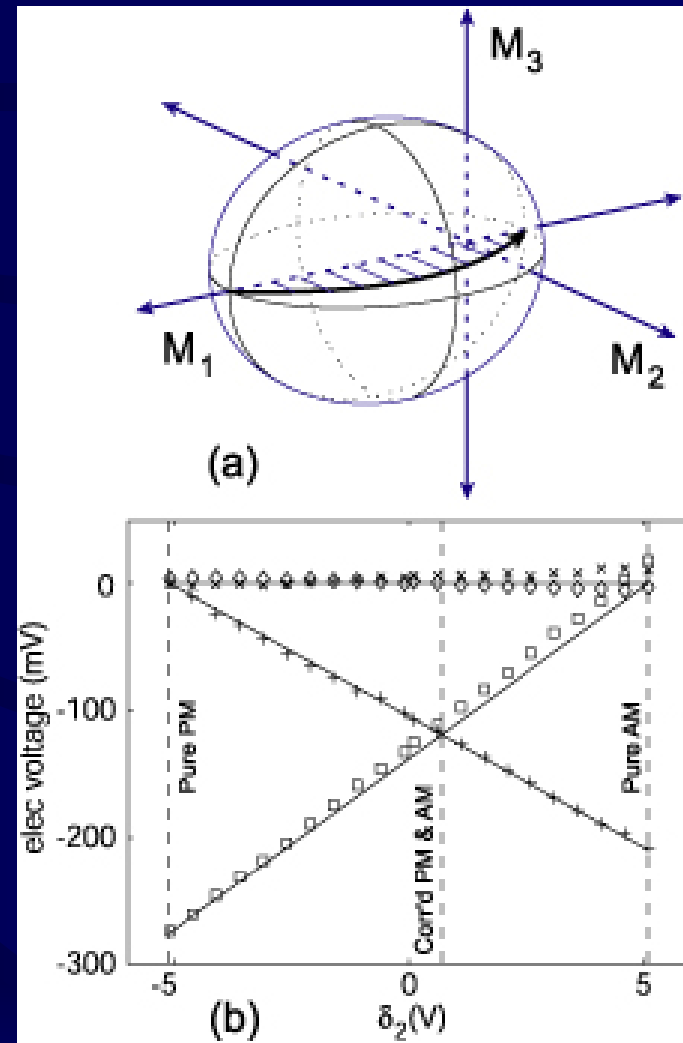 M₃
M₁
M₂
(a)
0
-100
-200
-300
elec voltage (mV)
Pure PM
Corr'd PM & AM
Pure AM
-5
0
5
(b)
δ₂(V)